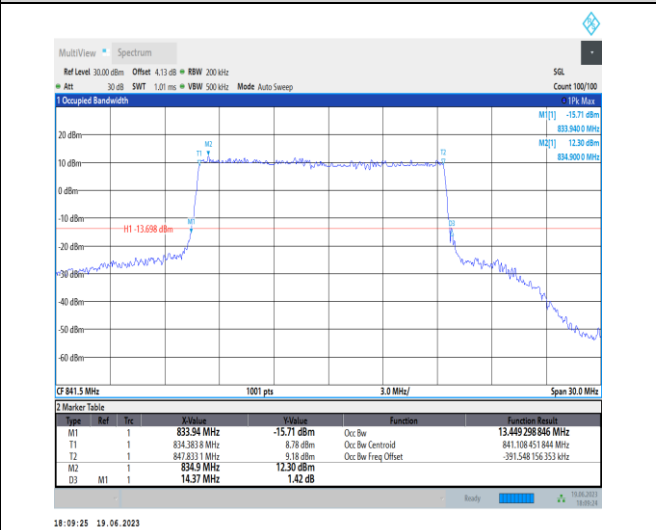 MultiView Spectrum
Ref Level 30.00 dBm Offset 4.13 dB RBW 200 kHz SGL
Att 30 dB SWT 1.01 ms VBW 500 kHz Mode Auto Sweep Count 100/100
1 Occupied Bandwidth 1Pk Max
M1[1] -15.71 dBm
833.940 0 MHz
M2[1] 12.30 dBm
834.900 0 MHz
20 dBm
M2
T1 T2
10 dBm
0 dBm
-10 dBm
M1 D3
H1 -13.698 dBm
-20 dBm
-30 dBm
-40 dBm
-50 dBm
-60 dBm
CF 841.5 MHz 1001 pts 3.0 MHz/ Span 30.0 MHz
2 Marker Table
Type Ref Trc X-Value Y-Value Function Function Result
M1 1 833.94 MHz -15.71 dBm Occ Bw 13.449 298 846 MHz
T1 1 834.383 8 MHz 8.78 dBm Occ Bw Centroid 841.108 451 844 MHz
T2 1 847.833 1 MHz 9.18 dBm Occ Bw Freq Offset -391.548 156 353 kHz
M2 1 834.9 MHz 12.30 dBm
D3 M1 1 14.37 MHz 1.42 dB
Ready 19.06.2023
18:09:24
18:09:25 19.06.2023